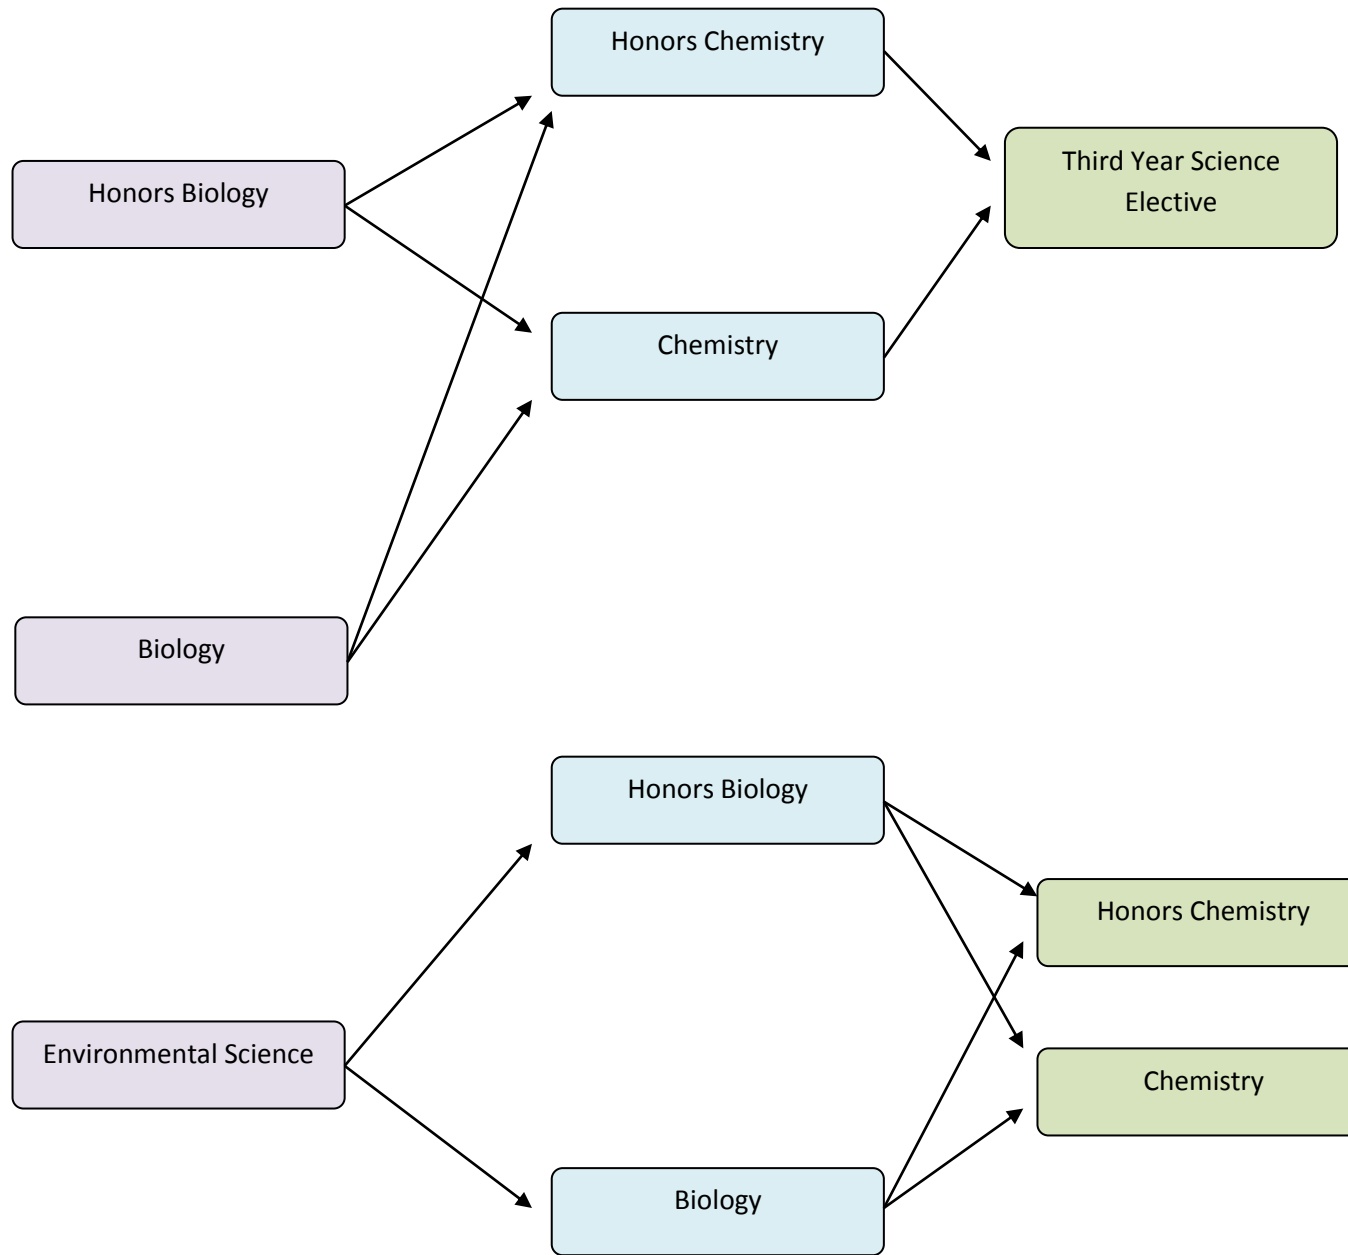 Honors Chemistry
Honors Biology
Third Year Science
Elective
Chemistry
Biology
Honors Biology
Honors Chemistry
Environmental Science
Chemistry
Biology